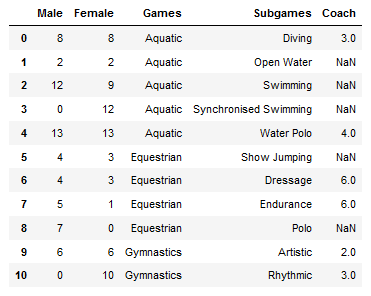 Male Female Games Subgames Coach
0 8 8 Aquatic Diving 3.0
1 2 2 Aquatic Open Water NaN
2 12 9 Aquatic Swimming NaN
3 0 12 Aquatic Synchronised Swimming NaN
4 13 13 Aquatic Water Polo 4.0
5 4 3 Equestrian Show Jumping NaN
6 4 3 Equestrian Dressage 6.0
7 5 1 Equestrian Endurance 6.0
8 7 0 Equestrian Polo NaN
9 6 6 Gymnastics Artistic 2.0
10 0 10 Gymnastics Rhythmic 3.0